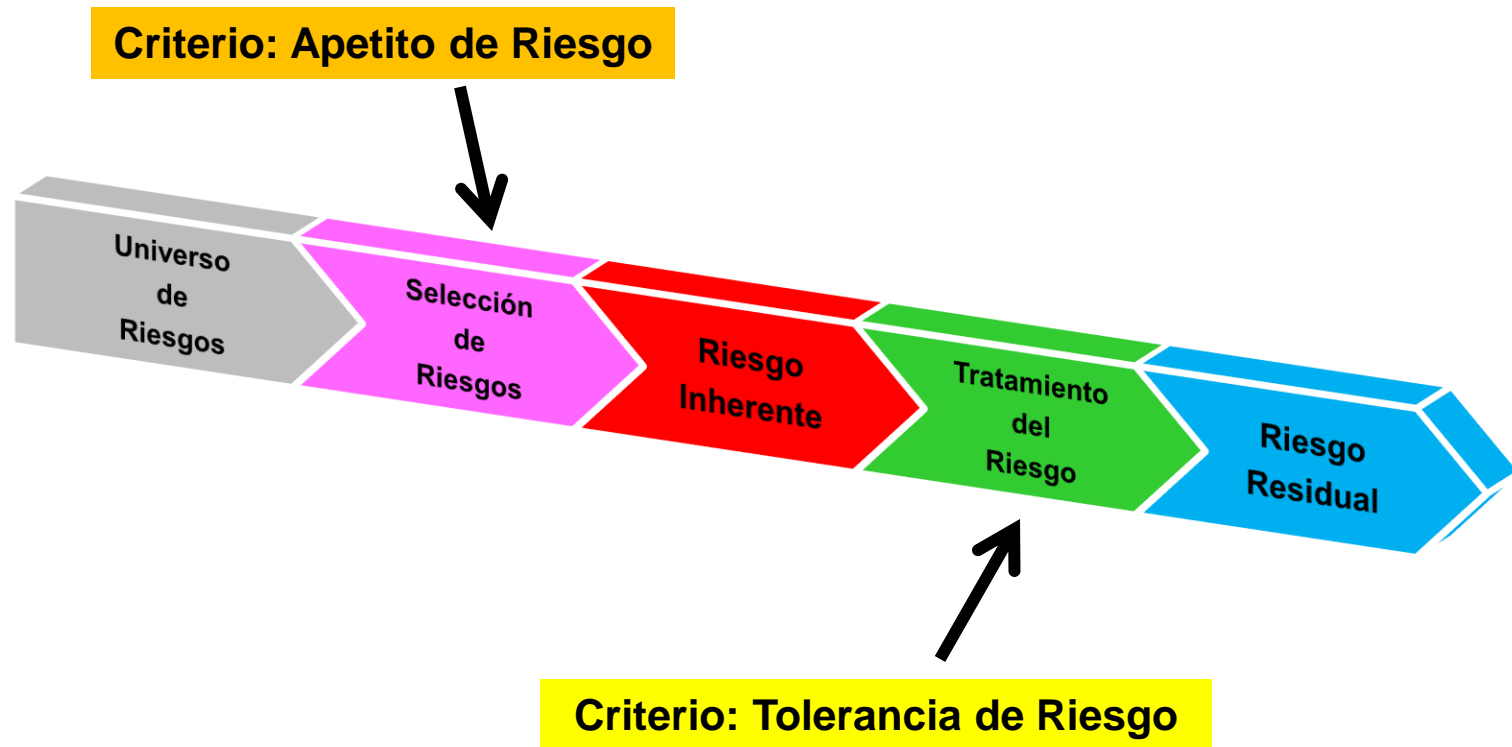 Criterio: Apetito de Riesgo
Universo
de
Riesgos
Selección
de
Riesgos
Riesgo
Inherente
Tratamiento
del
Riesgo
Riesgo
Residual
Criterio: Tolerancia de Riesgo